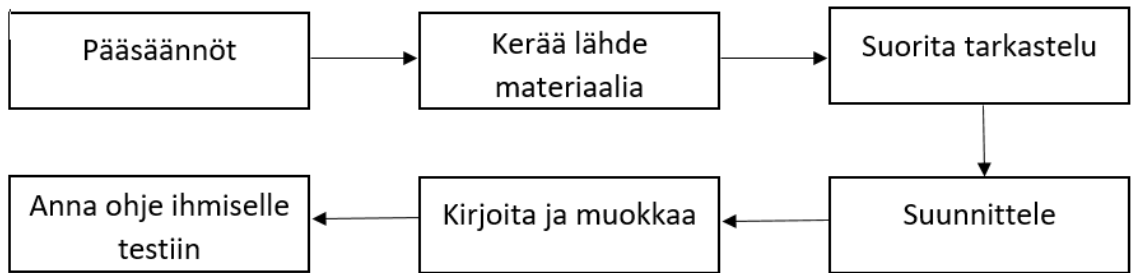 Pääsäännöt
Kerää lähde
materiaalia
Suorita tarkastelu
Suunnittele
Kirjoita ja muokkaa
Anna ohje ihmiselle
testiin